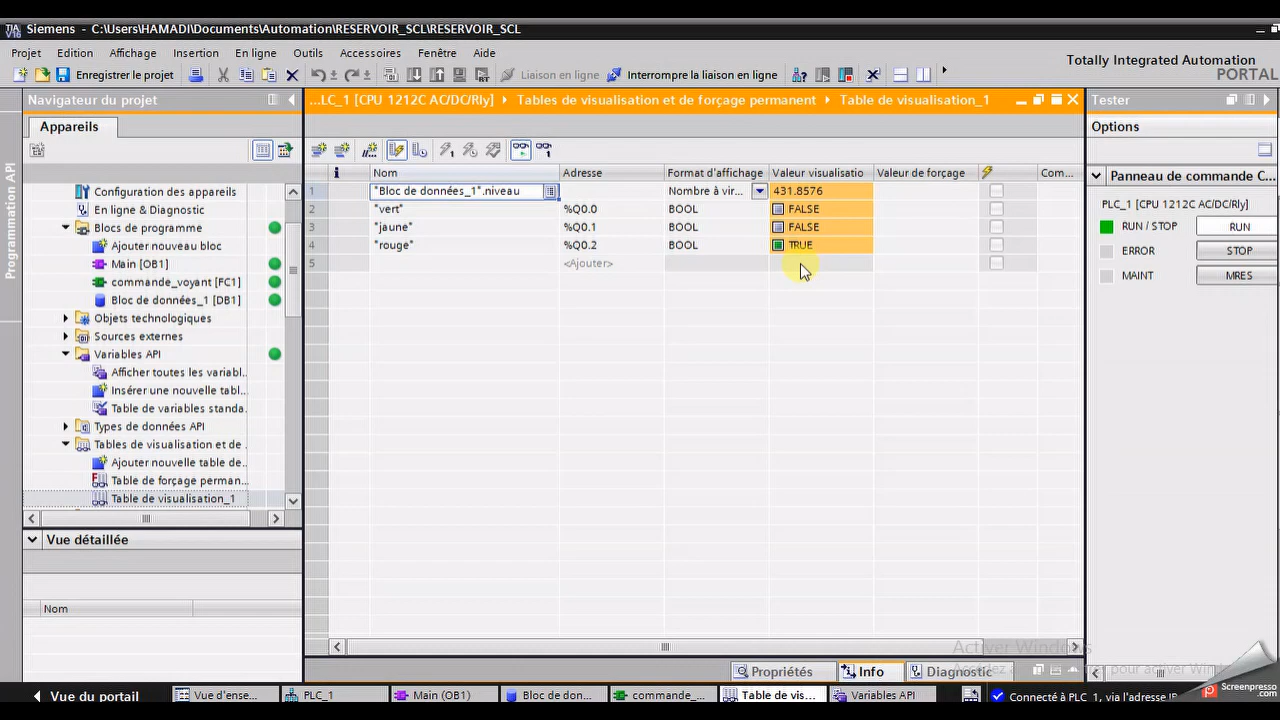 TIA V16 Siemens - C:\Users\HAMADI\Documents\Automation\RESERVOIR_SCL\RESERVOIR_SCL
Projet Edition Affichage Insertion En ligne Outils Accessoires Fenêtre Aide
Totally Integrated Automation
PORTAL
Enregistrer le projet Liaison en ligne Interrompre la liaison en ligne
Navigateur du projet
...LC_1 [CPU 1212C AC/DC/Rly] Tables de visualisation et de forçage permanent Table de visualisation_1
Tester
Appareils
Options
Programmation API
i Nom Adresse Format d'affichage Valeur visualisatio Valeur de forçage Com...
1 "Bloc de données_1".niveau Nombre à vir... 431.8576
2 "vert" %Q0.0 BOOL FALSE
3 "jaune" %Q0.1 BOOL FALSE
4 "rouge" %Q0.2 BOOL TRUE
5 <Ajouter>
Configuration des appareils
En ligne & Diagnostic
Blocs de programme
Ajouter nouveau bloc
Main [OB1]
commande_voyant [FC1]
Bloc de données_1 [DB1]
Objets technologiques
Sources externes
Variables API
Afficher toutes les variabl...
Insérer une nouvelle tabl...
Table de variables standa...
Types de données API
Tables de visualisation et de ...
Ajouter nouvelle table de...
Table de forçage perman...
Table de visualisation_1
Panneau de commande C...
PLC_1 [CPU 1212C AC/DC/Rly]
RUN / STOP RUN
ERROR STOP
MAINT MRES
Vue détaillée
Nom
Activer Windows
pour activer Windows
Propriétés Info Diagnostic
Vue du portail Vue d'ense... PLC_1 Main (OB1) Bloc de don... commande_... Table de vis... Variables API Connecté à PLC_1, via l'adresse IP
Screenpresso.com